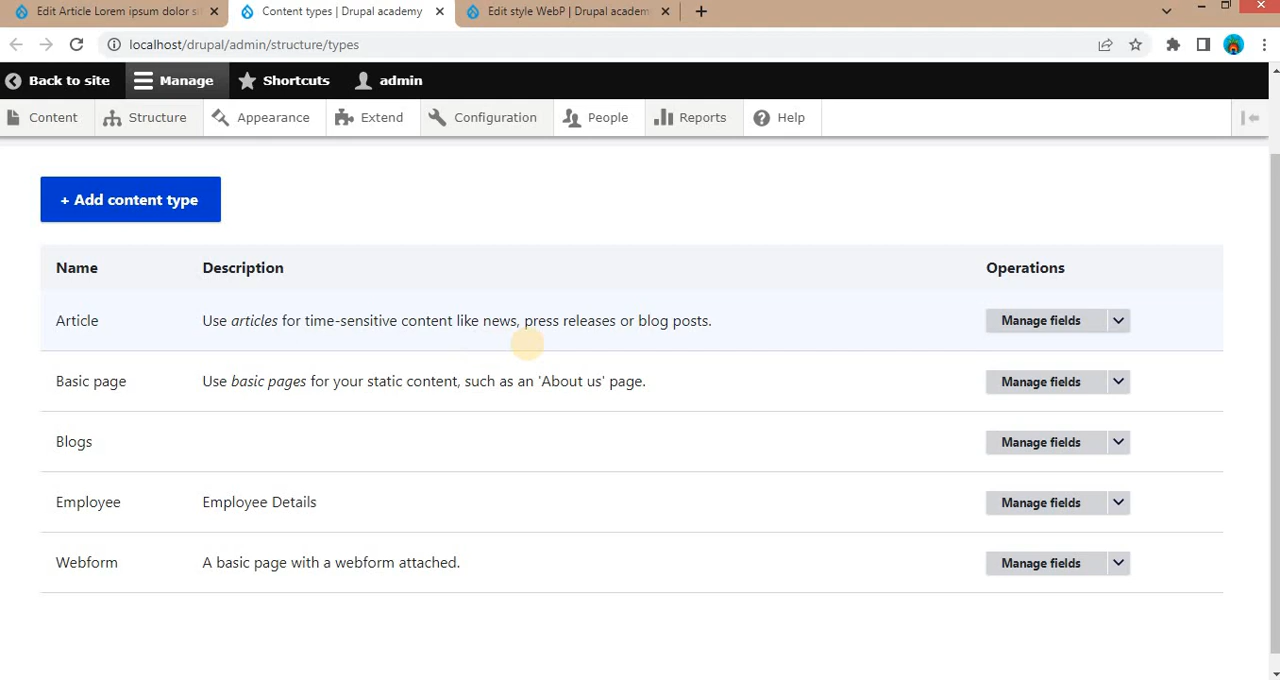 Edit Article Lorem ipsum dolor si
Content types | Drupal academy
Edit style WebP | Drupal academ
localhost/drupal/admin/structure/types
Back to site Manage Shortcuts admin
Content Structure Appearance Extend Configuration People Reports Help
+ Add content type
Name Description Operations
Article Use articles for time-sensitive content like news, press releases or blog posts. Manage fields
Basic page Use basic pages for your static content, such as an 'About us' page. Manage fields
Blogs Manage fields
Employee Employee Details Manage fields
Webform A basic page with a webform attached. Manage fields